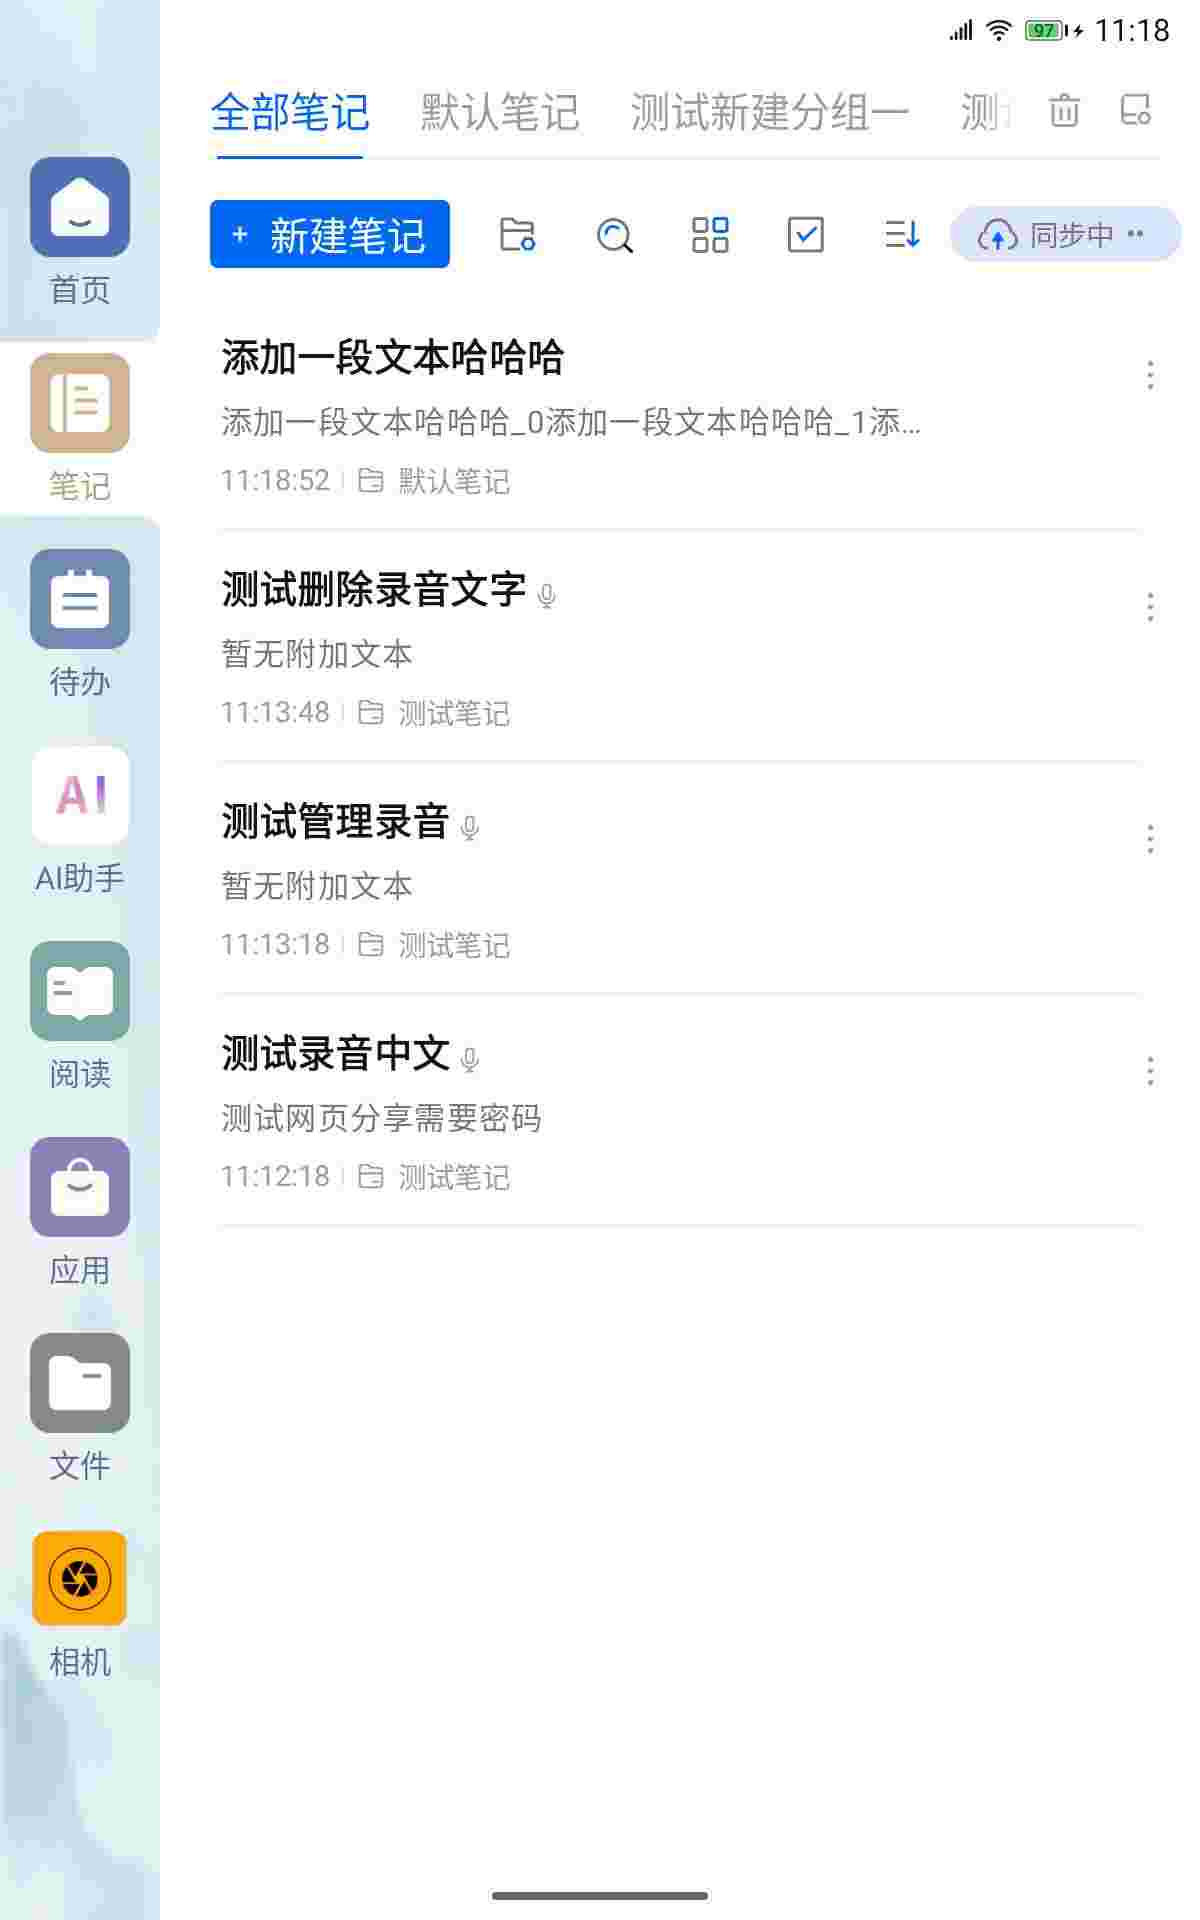 97 11:18
全部笔记 默认笔记 测试新建分组一 测
+ 新建笔记 同步中
首页
笔记
待办
AI
AI助手
阅读
应用
文件
相机
添加一段文本哈哈哈
添加一段文本哈哈哈_0添加一段文本哈哈哈_1添...
11:18:52 默认笔记
测试删除录音文字
暂无附加文本
11:13:48 测试笔记
测试管理录音
暂无附加文本
11:13:18 测试笔记
测试录音中文
测试网页分享需要密码
11:12:18 测试笔记